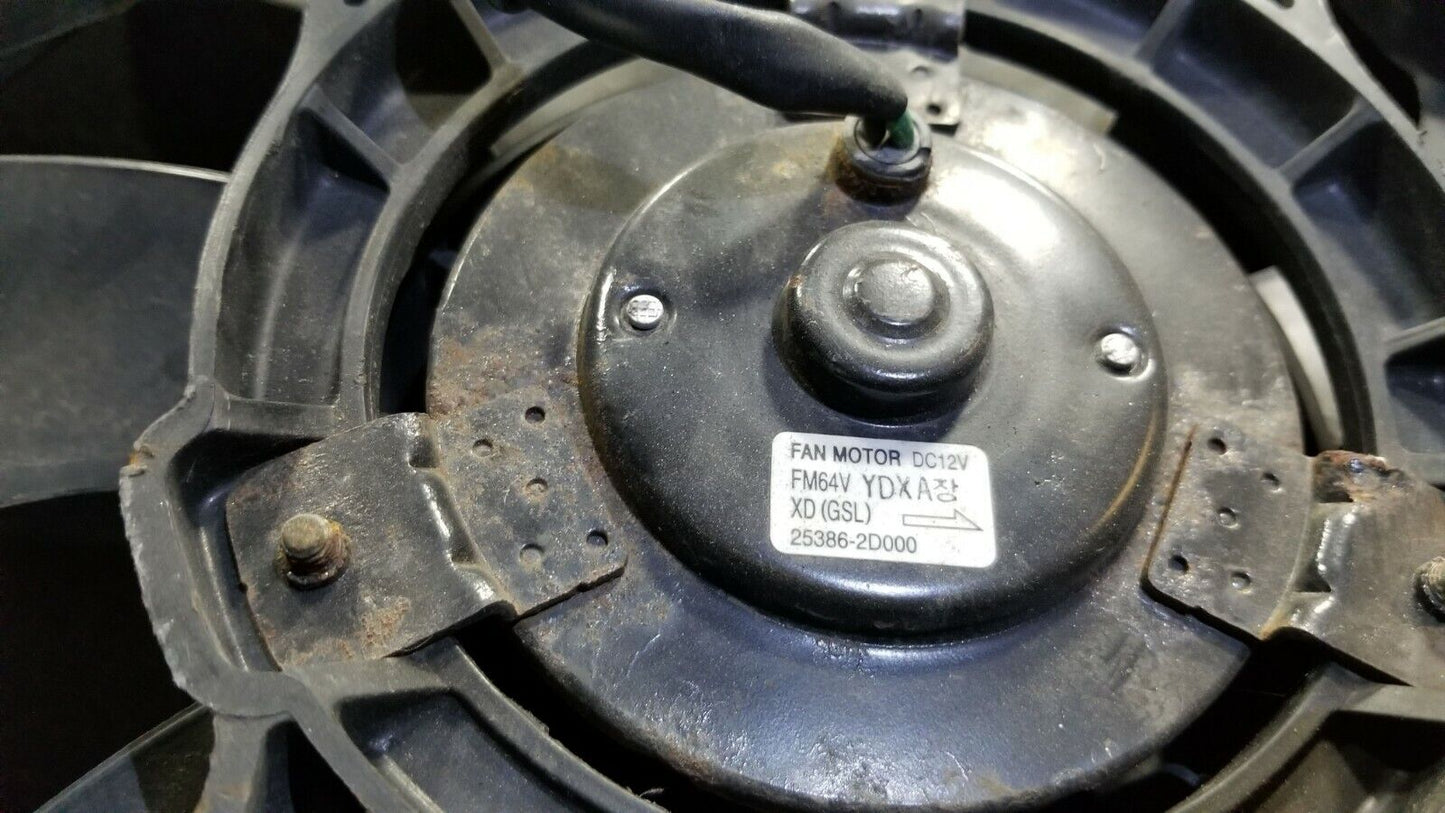 FAN MOTOR DC12V
FM64V YDXA장
XD(GSL)
25386-2D000